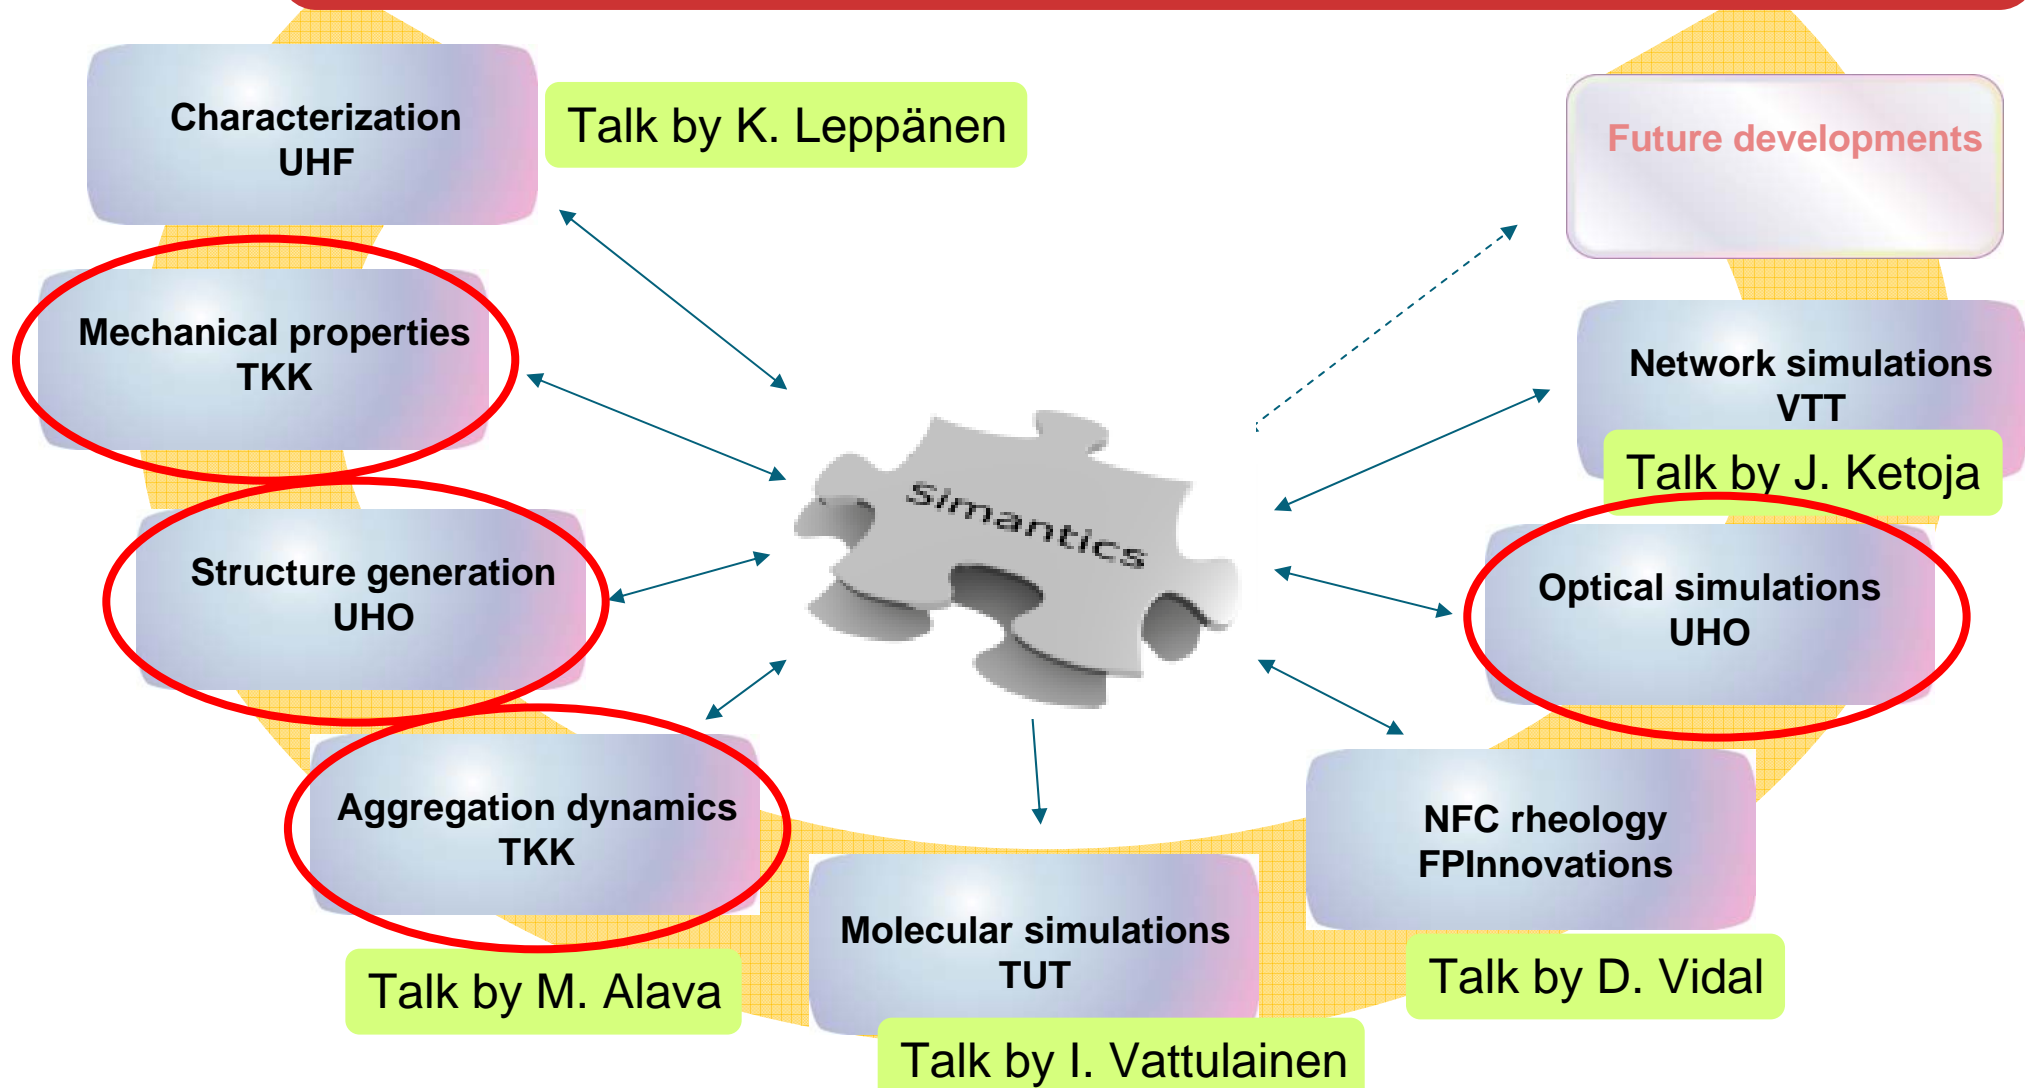 Characterization
UHF
Talk by K. Leppänen
Future developments
Mechanical properties
TKK
Network simulations
VTT
Talk by J. Ketoja
Simantics
Structure generation
UHO
Optical simulations
UHO
Aggregation dynamics
TKK
NFC rheology
FPInnovations
Talk by M. Alava
Molecular simulations
TUT
Talk by D. Vidal
Talk by I. Vattulainen